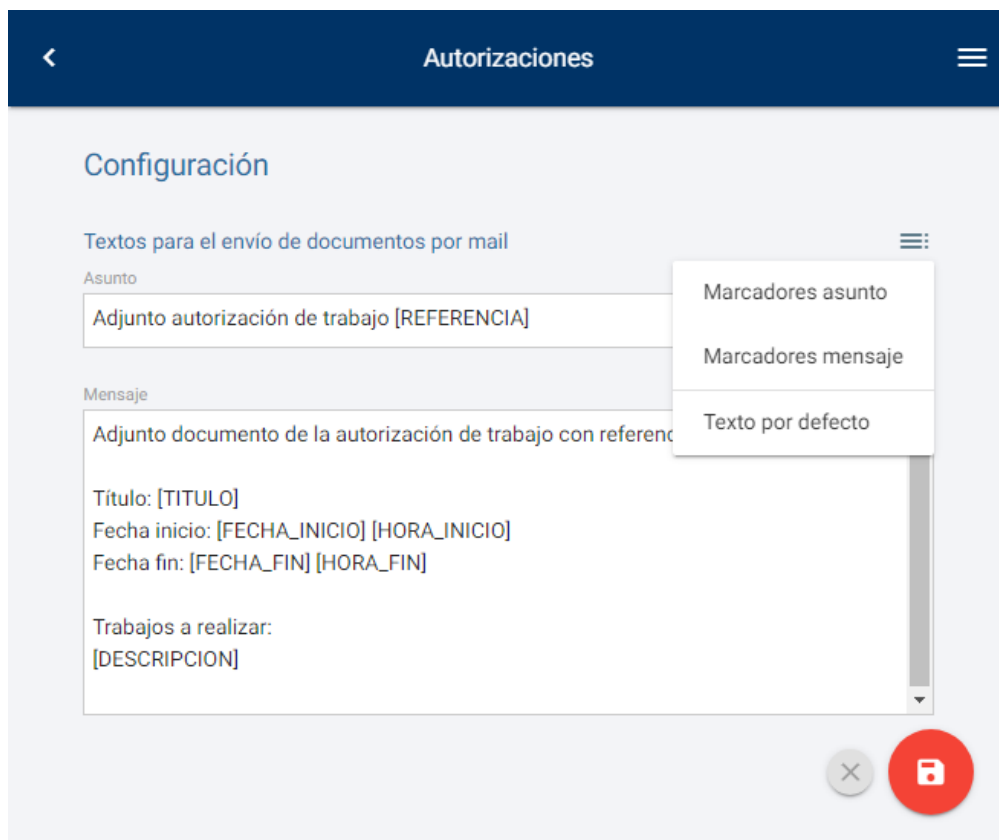 Autorizaciones
Configuración
Textos para el envío de documentos por mail
Asunto
Adjunto autorización de trabajo [REFERENCIA]
Marcadores asunto
Marcadores mensaje
Texto por defecto
Mensaje
Adjunto documento de la autorización de trabajo con
Título: [TITULO]
Fecha inicio: [FECHA_INICIO] [HORA_INICIO]
Fecha fin: [FECHA_FIN] [HORA_FIN]
Trabajos a realizar:
[DESCRIPCION]